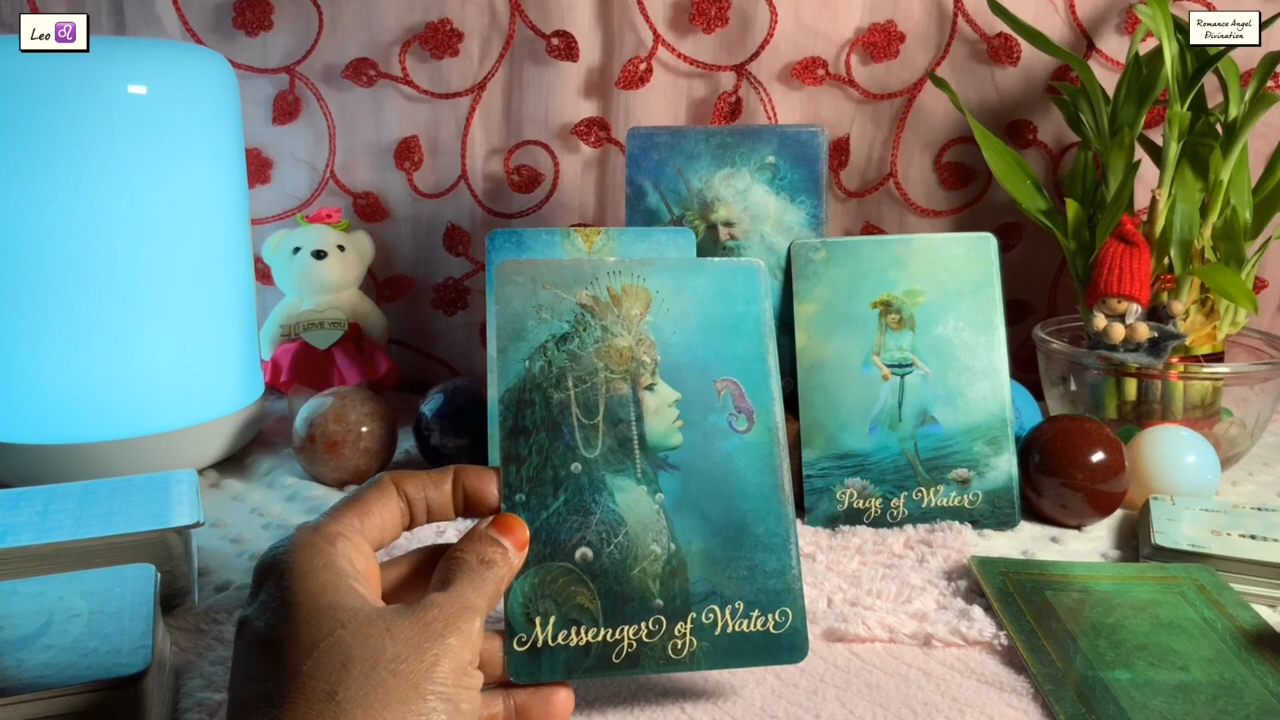 Leo ♌
Romance Angel
Divination
I LOVE YOU
Page of Water
Messenger of Water